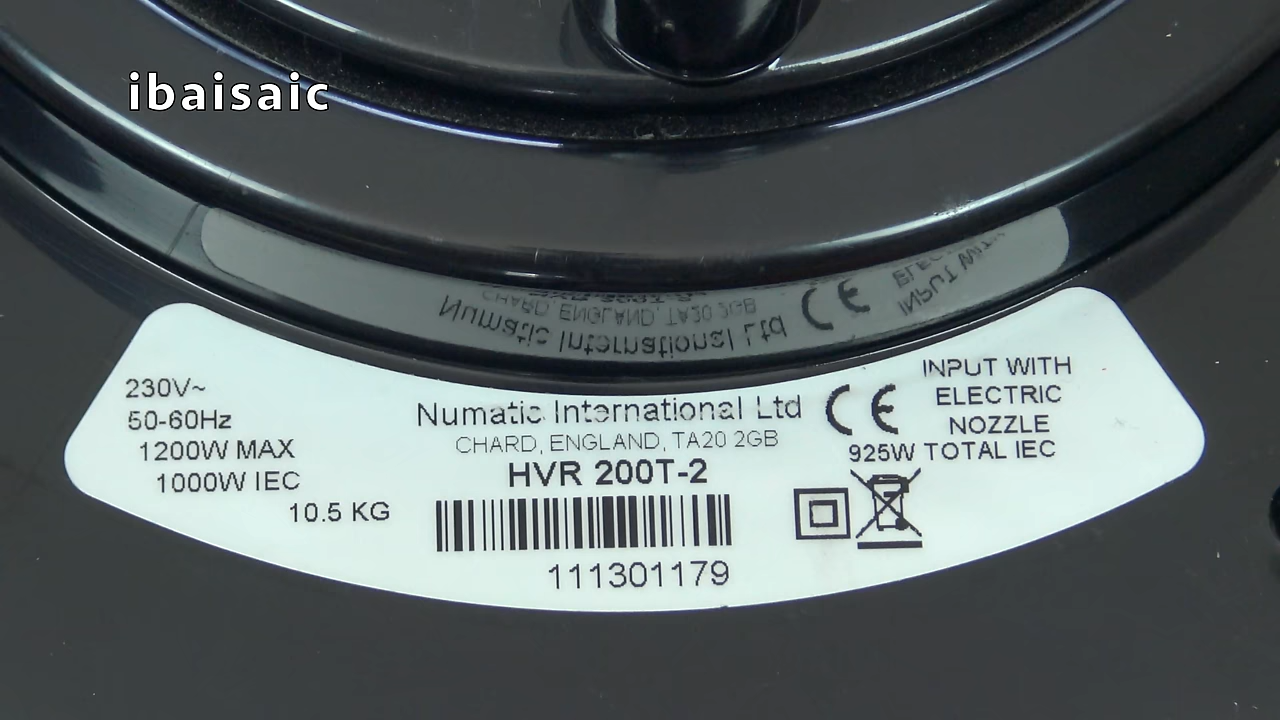 ibaisaic
230V~
50-60Hz
1200W MAX
1000W IEC
10.5 KG
Numatic International Ltd
CHARD, ENGLAND, TA20 2GB
HVR 200T-2
111301179
CE
INPUT WITH
ELECTRIC
NOZZLE
925W TOTAL IEC